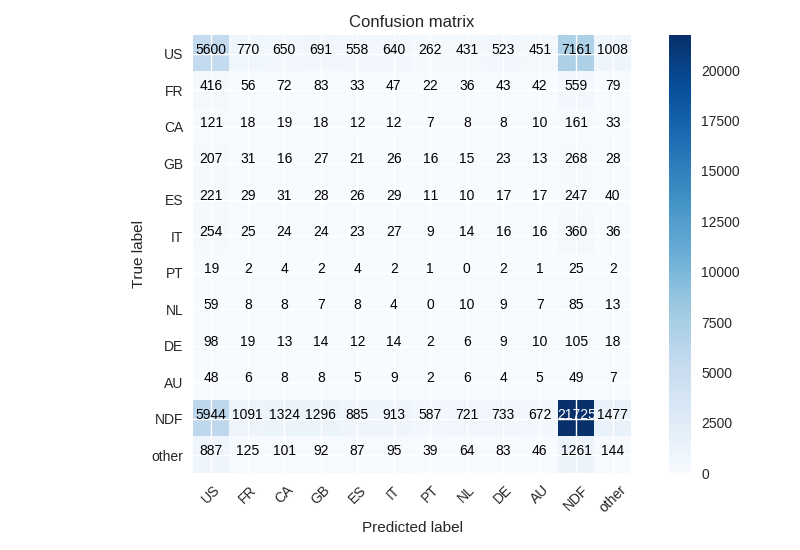 Confusion matrix
US 5600 770 650 691 558 640 262 431 523 451 7161 1008
FR 416 56 72 83 33 47 22 36 43 42 559 79
CA 121 18 19 18 12 12 7 8 8 10 161 33
GB 207 31 16 27 21 26 16 15 23 13 268 28
ES 221 29 31 28 26 29 11 10 17 17 247 40
IT 254 25 24 24 23 27 9 14 16 16 360 36
PT 19 2 4 2 4 2 1 0 2 1 25 2
NL 59 8 8 7 8 4 0 10 9 7 85 13
DE 98 19 13 14 12 14 2 6 9 10 105 18
AU 48 6 8 8 5 9 2 6 4 5 49 7
NDF 5944 1091 1324 1296 885 913 587 721 733 672 21725 1477
other 887 125 101 92 87 95 39 64 83 46 1261 144
US FR CA GB ES IT PT NL DE AU NDF other
True label
Predicted label
20000
17500
15000
12500
10000
7500
5000
2500
0